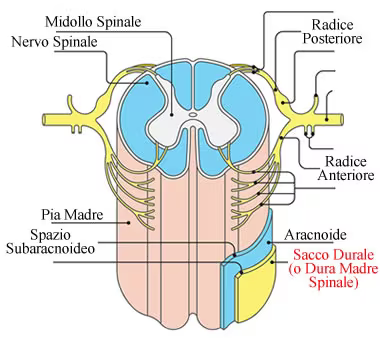 Midollo Spinale
Nervo Spinale
Radice
Posteriore
Radice
Anteriore
Pia Madre
Spazio
Subaracnoideo
Aracnoide
Sacco Durale
(o Dura Madre
Spinale)